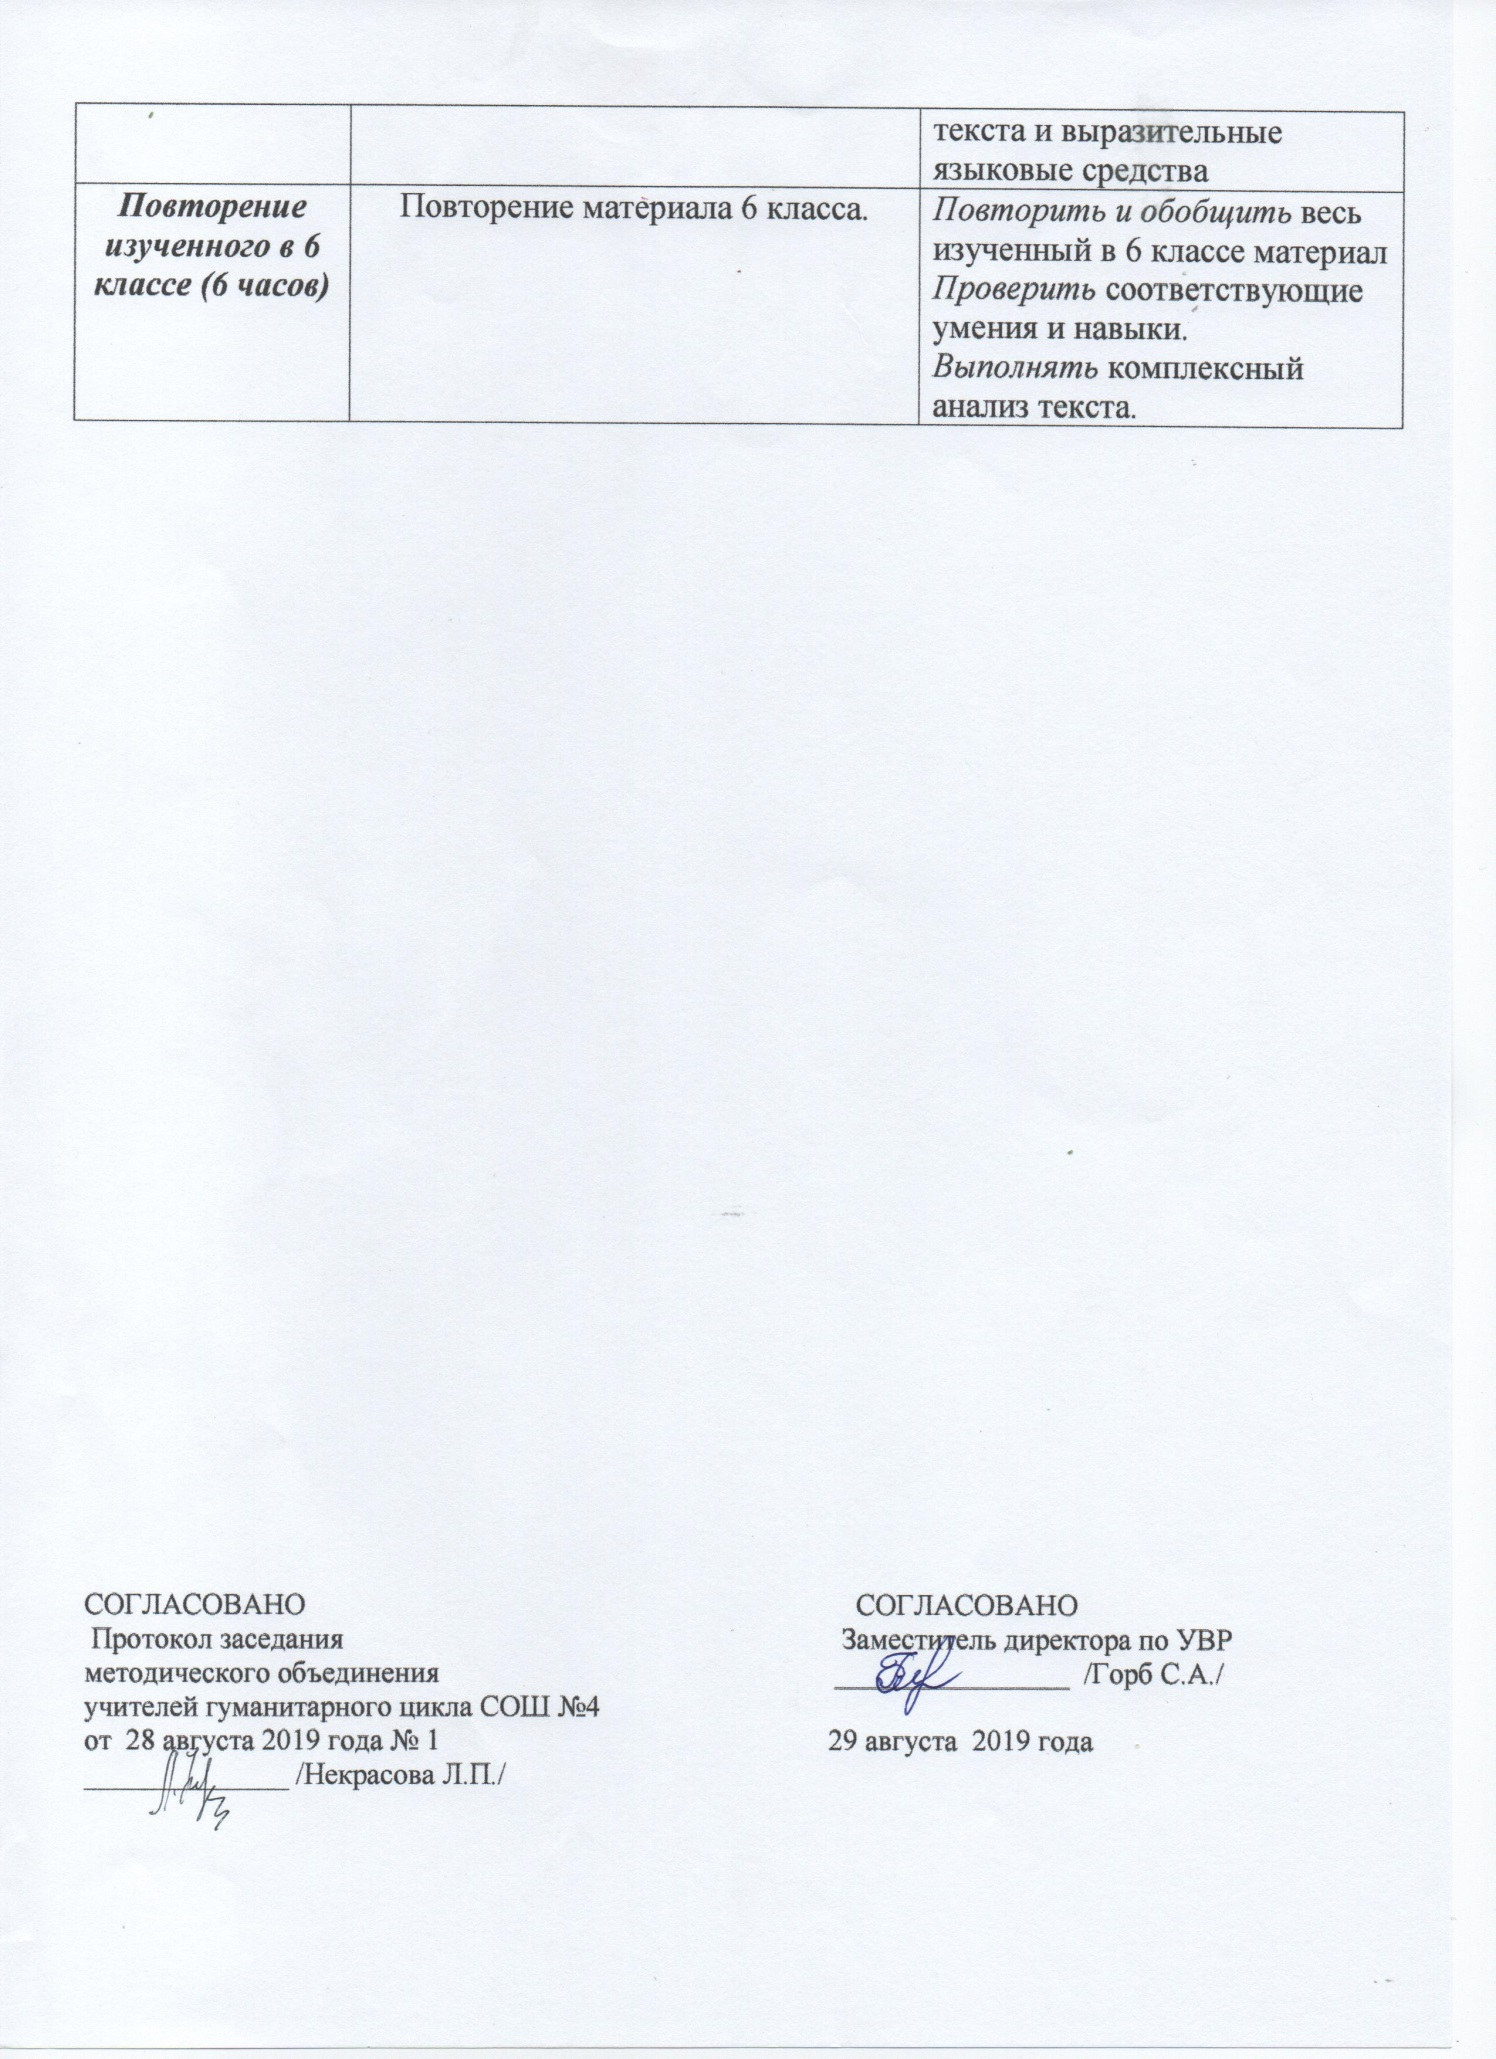 текста и выразительные
языковые средства
Повторение
изученного в 6
классе (6 часов)
Повторение материала 6 класса.
Повторить и обобщить весь
изученный в 6 классе материал
Проверить соответствующие
умения и навыки.
Выполнять комплексный
анализ текста.
СОГЛАСОВАНО
Протокол заседания
методического объединения
учителей гуманитарного цикла СОШ №4
от 28 августа 2019 года № 1
/Некрасова Л.П./
СОГЛАСОВАНО
Заместитель директора по УВР
/Горб С.А./
29 августа 2019 года